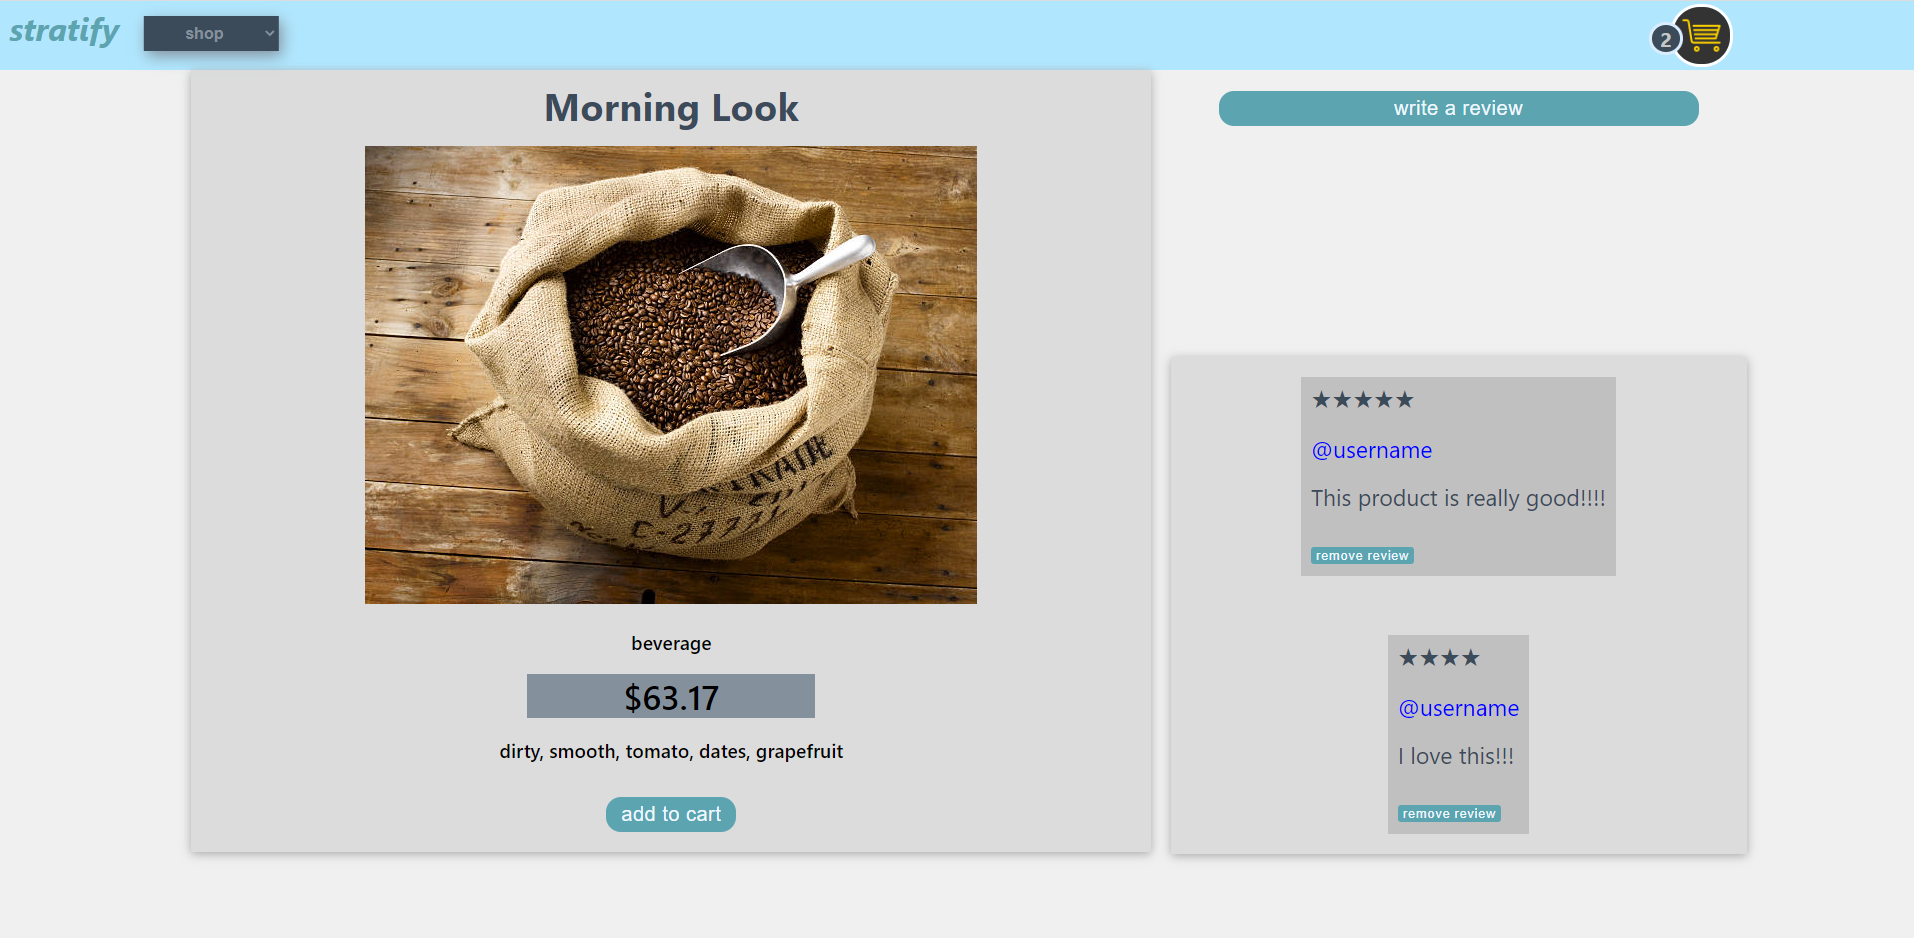 stratify
shop
2
Morning Look
write a review
C-27771
beverage
$63.17
dirty, smooth, tomato, dates, grapefruit
add to cart
★★★★★
@username
This product is really good!!!!
remove review
★★★★
@username
I love this!!!
remove review